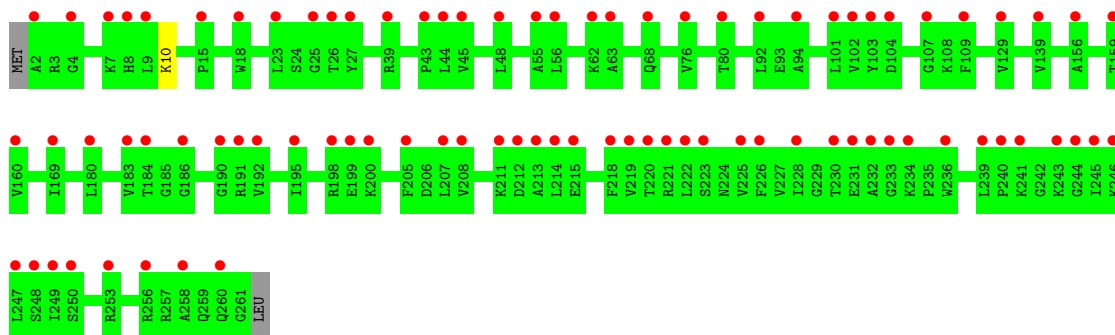 MET A2 R3 G4 K7 H8 L9 K10 P15 W18 L23 S24 G25 T26 Y27 R39 P43 L44 V45 L48 A55 L56 K62 A63 Q68 V76 T80 L92 E93 A94 L101 V102 Y103 D104 G107 K108 F109 V129 V139 A156 T159
V160 I169 L180 V183 T184 G185 G186 G190 R191 V192 I195 R198 E199 K200 F205 D206 L207 V208 K211 D212 A213 L214 E215 F218 V219 T220 R221 L222 S223 N224 V225 F226 V227 I228 G229 T230 E231 A232 G233 K234 P235 W236 L239 P240 K241 G242 K243 G244 I245 K246
L247 S248 I249 S250 R253 R256 R257 A258 Q259 Q260 G261 LEU